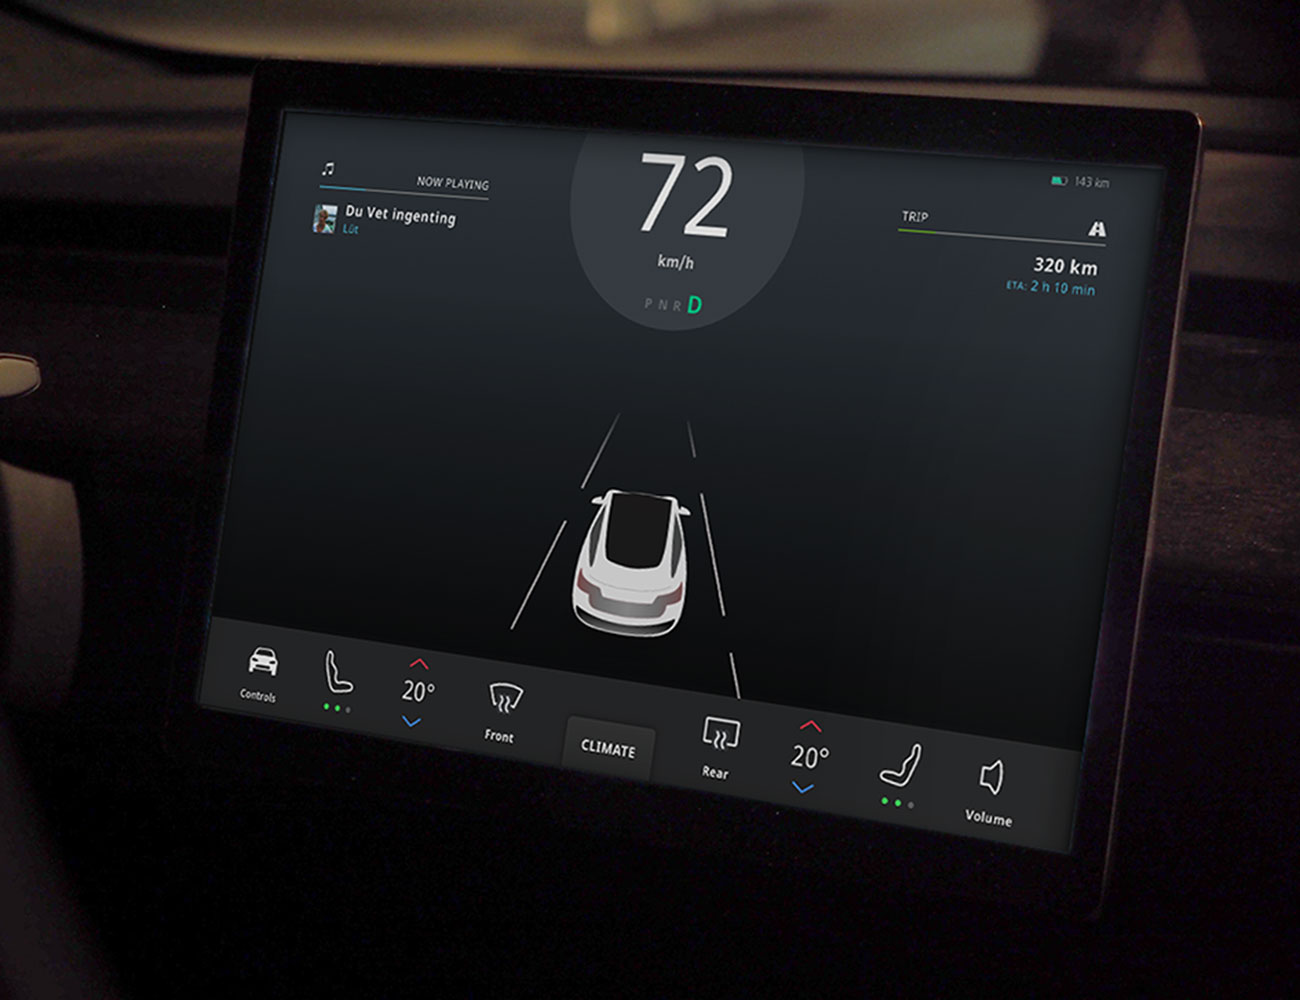 NOW PLAYING
Du Vet ingenting
Lüt
72
km/h
P N R D
143 km
TRIP
320 km
ETA: 2 h 10 min
Controls
20°
Front
CLIMATE
Rear
20°
Volume